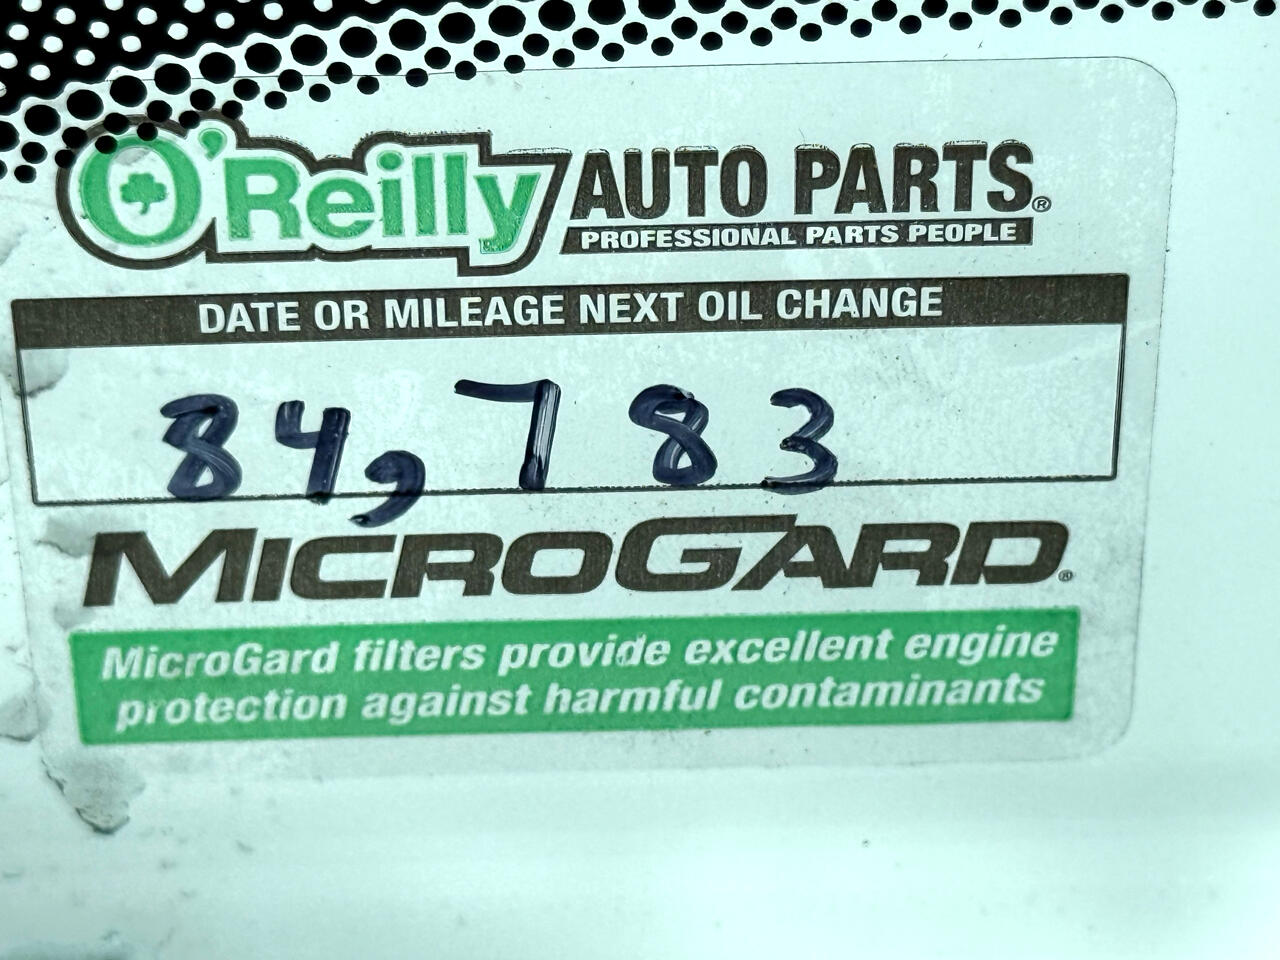 O'Reilly AUTO PARTS®
PROFESSIONAL PARTS PEOPLE
DATE OR MILEAGE NEXT OIL CHANGE
84,783
MICROGARD®
MicroGard filters provide excellent engine
protection against harmful contaminants